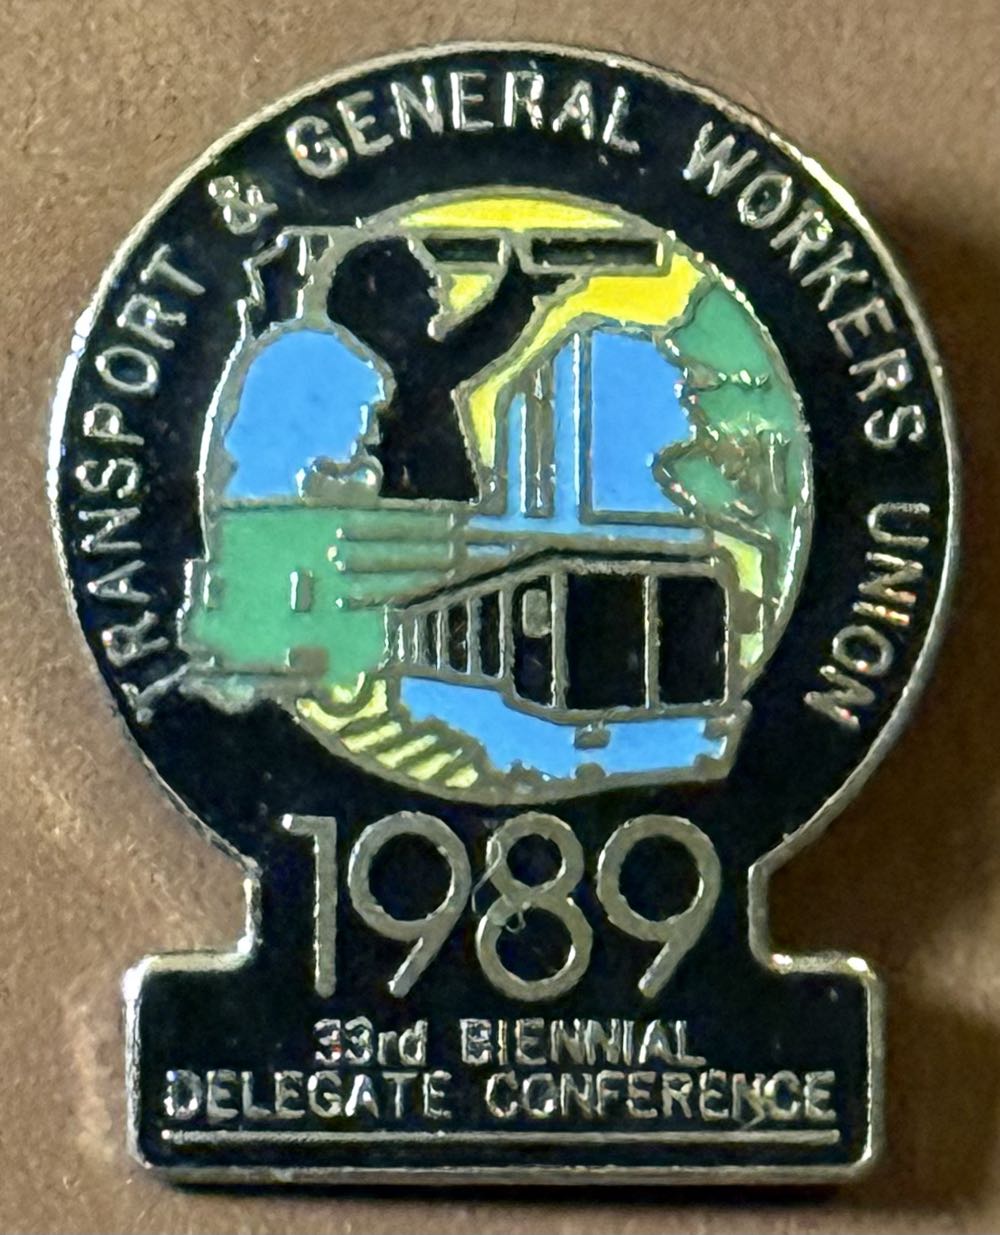 TRANSPORT & GENERAL WORKERS UNION
1989
33rd BIENNIAL
DELEGATE CONFERENCE